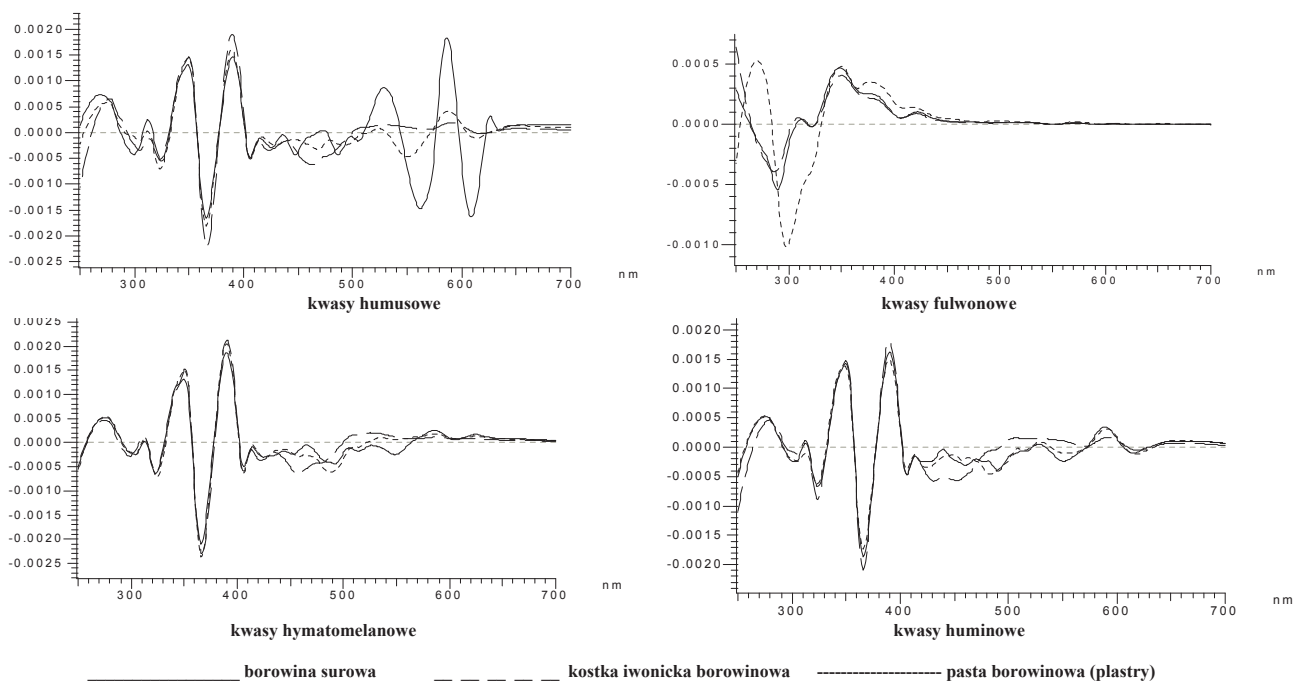 0.0020
0.0015
0.0010
0.0005
0.0000
-0.0005
-0.0010
-0.0015
-0.0020
-0.0025
300 400 500 600 700
nm
kwasy humusowe
0.0005
0.0000
-0.0005
-0.0010
300 400 500 600 700
nm
kwasy fulwonowe
0.0025
0.0020
0.0015
0.0010
0.0005
0.0000
-0.0005
-0.0010
-0.0015
-0.0020
-0.0025
300 400 500 600 700
nm
kwasy hymatomelanowe
0.0020
0.0015
0.0010
0.0005
0.0000
-0.0005
-0.0010
-0.0015
-0.0020
300 400 500 600 700
nm
kwasy huminowe
borowina surowa kostka iwonicka borowinowa pasta borowinowa (plastry)